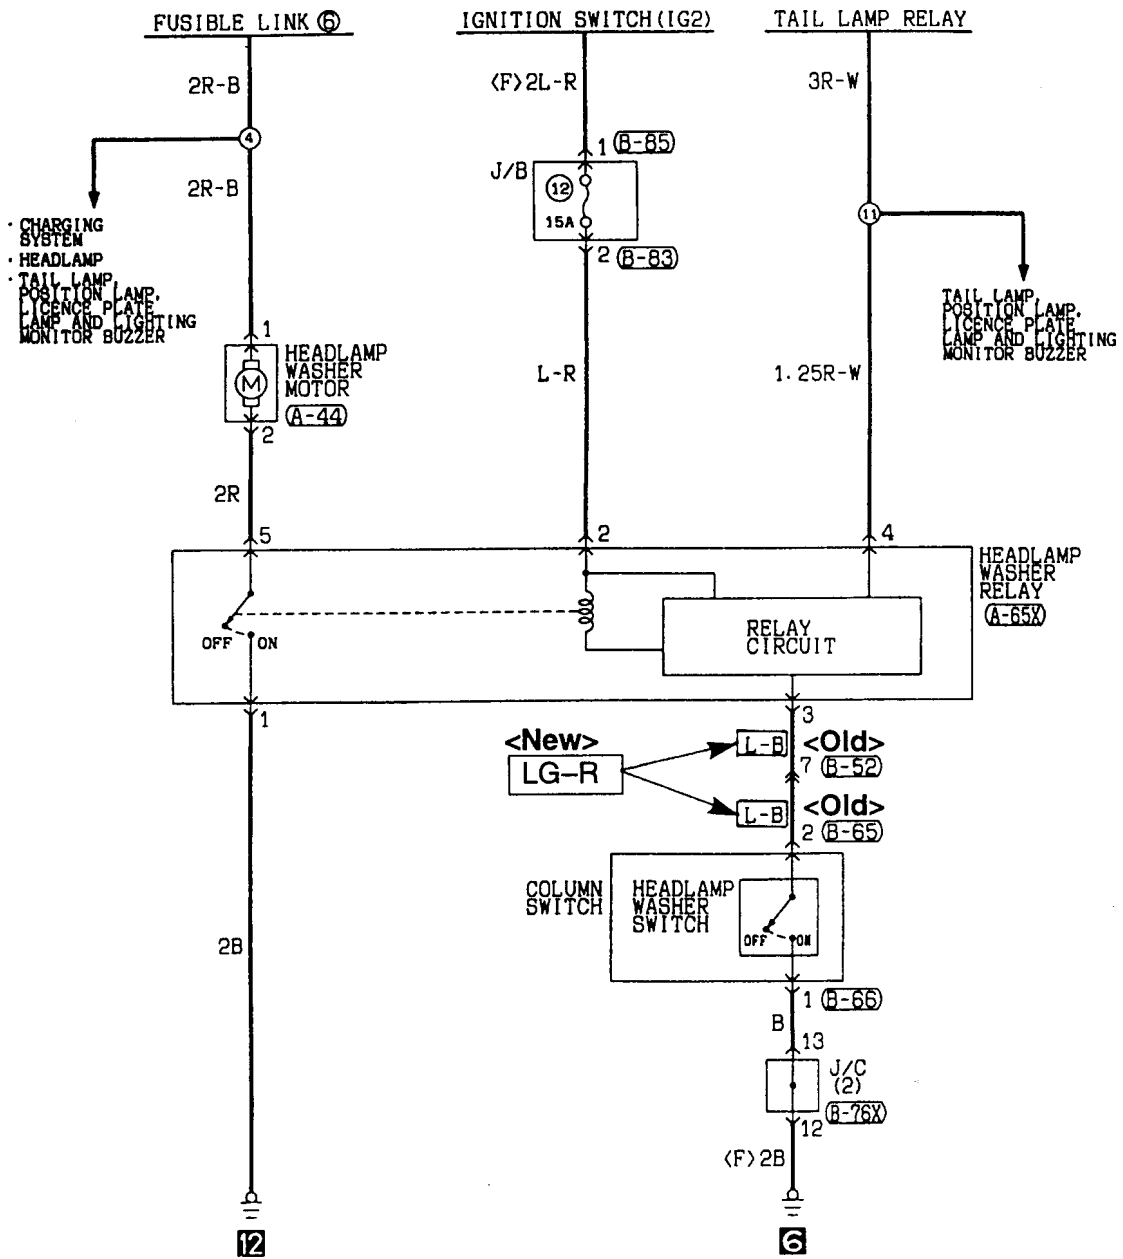 FUSIBLE LINK ⑥
IGNITION SWITCH(IG2)
TAIL LAMP RELAY
2R-B
<F>2L-R
3R-W
4
1 B-85
J/B
2R-B
12
11
15A
· CHARGING
SYSTEM
· HEADLAMP
· TAIL LAMP,
POSITION LAMP,
LICENCE PLATE
LAMP AND LIGHTING
MONITOR BUZZER
2 B-83
TAIL LAMP,
POSITION LAMP,
LICENCE PLATE
LAMP AND LIGHTING
MONITOR BUZZER
1
HEADLAMP
WASHER
MOTOR
M
A-44
2
L-R
1.25R-W
2R
5
2
4
HEADLAMP
WASHER
RELAY
A-65X
OFF
ON
RELAY
CIRCUIT
1
3
<New>
LG–R
L-B
<Old>
7 B-52
L-B
<Old>
2 B-65
COLUMN
SWITCH
HEADLAMP
WASHER
SWITCH
OFF
ON
2B
1 B-66
B
13
J/C
(2)
B-76X
12
<F>2B
12
6